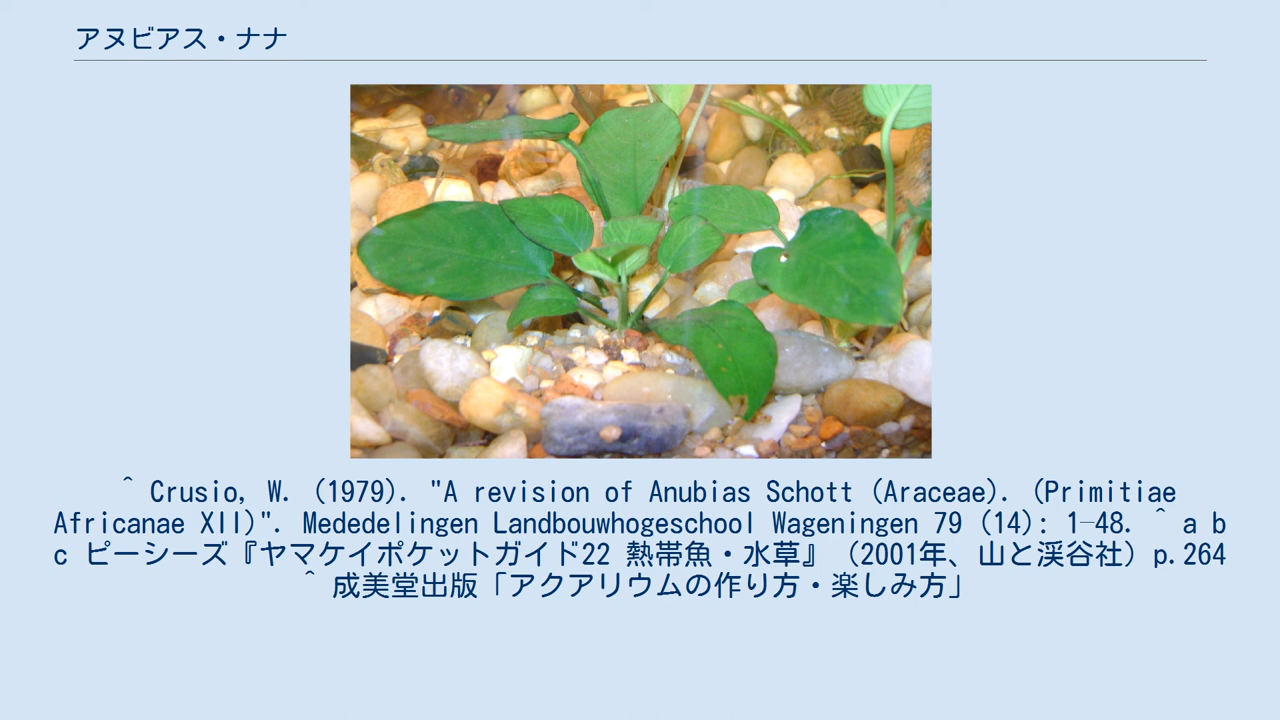 アヌビアス・ナナ
^ Crusio, W. (1979). "A revision of Anubias Schott (Araceae). (Primitiae
Africanae XII)". Mededelingen Landbouwhogeschool Wageningen 79 (14): 1–48. ^ a b
c ピーシーズ『ヤマケイポケットガイド22 熱帯魚・水草』（2001年、山と渓谷社）p.264
^ 成美堂出版「アクアリウムの作り方・楽しみ方」